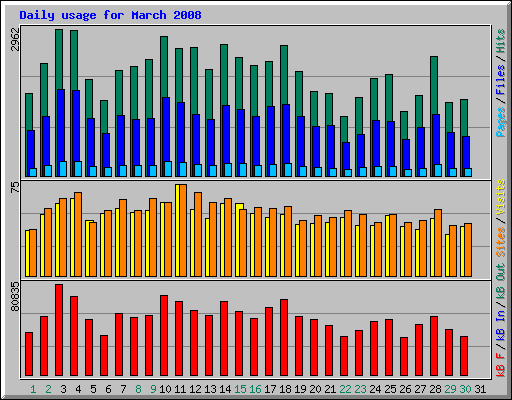 Daily usage for March 2008
2962
Pages / Files / Hits
75
Sites / Visits
80835
kB F / kB In / kB Out
1 2 3 4 5 6 7 8 9 10 11 12 13 14 15 16 17 18 19 20 21 22 23 24 25 26 27 28 29 30 31